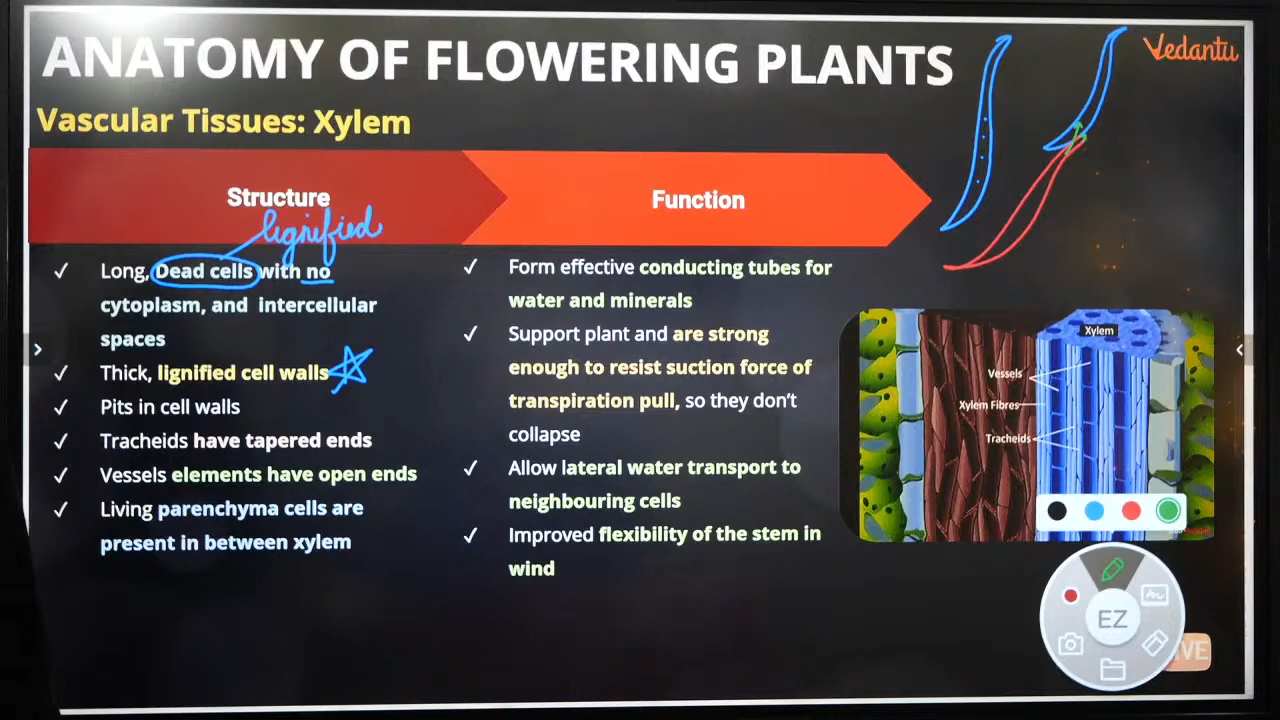 ANATOMY OF FLOWERING PLANTS
Vedantu
Vascular Tissues: Xylem
Structure
Function
lignified
✓ Long, Dead cells with no
cytoplasm, and intercellular
spaces
✓ Thick, lignified cell walls
✓ Pits in cell walls
✓ Tracheids have tapered ends
✓ Vessels elements have open ends
✓ Living parenchyma cells are
present in between xylem
✓ Form effective conducting tubes for
water and minerals
✓ Support plant and are strong
enough to resist suction force of
transpiration pull, so they don't
collapse
✓ Allow lateral water transport to
neighbouring cells
✓ Improved flexibility of the stem in
wind
Xylem
Vessels
Xylem Fibres
Tracheids
EZ
IVE